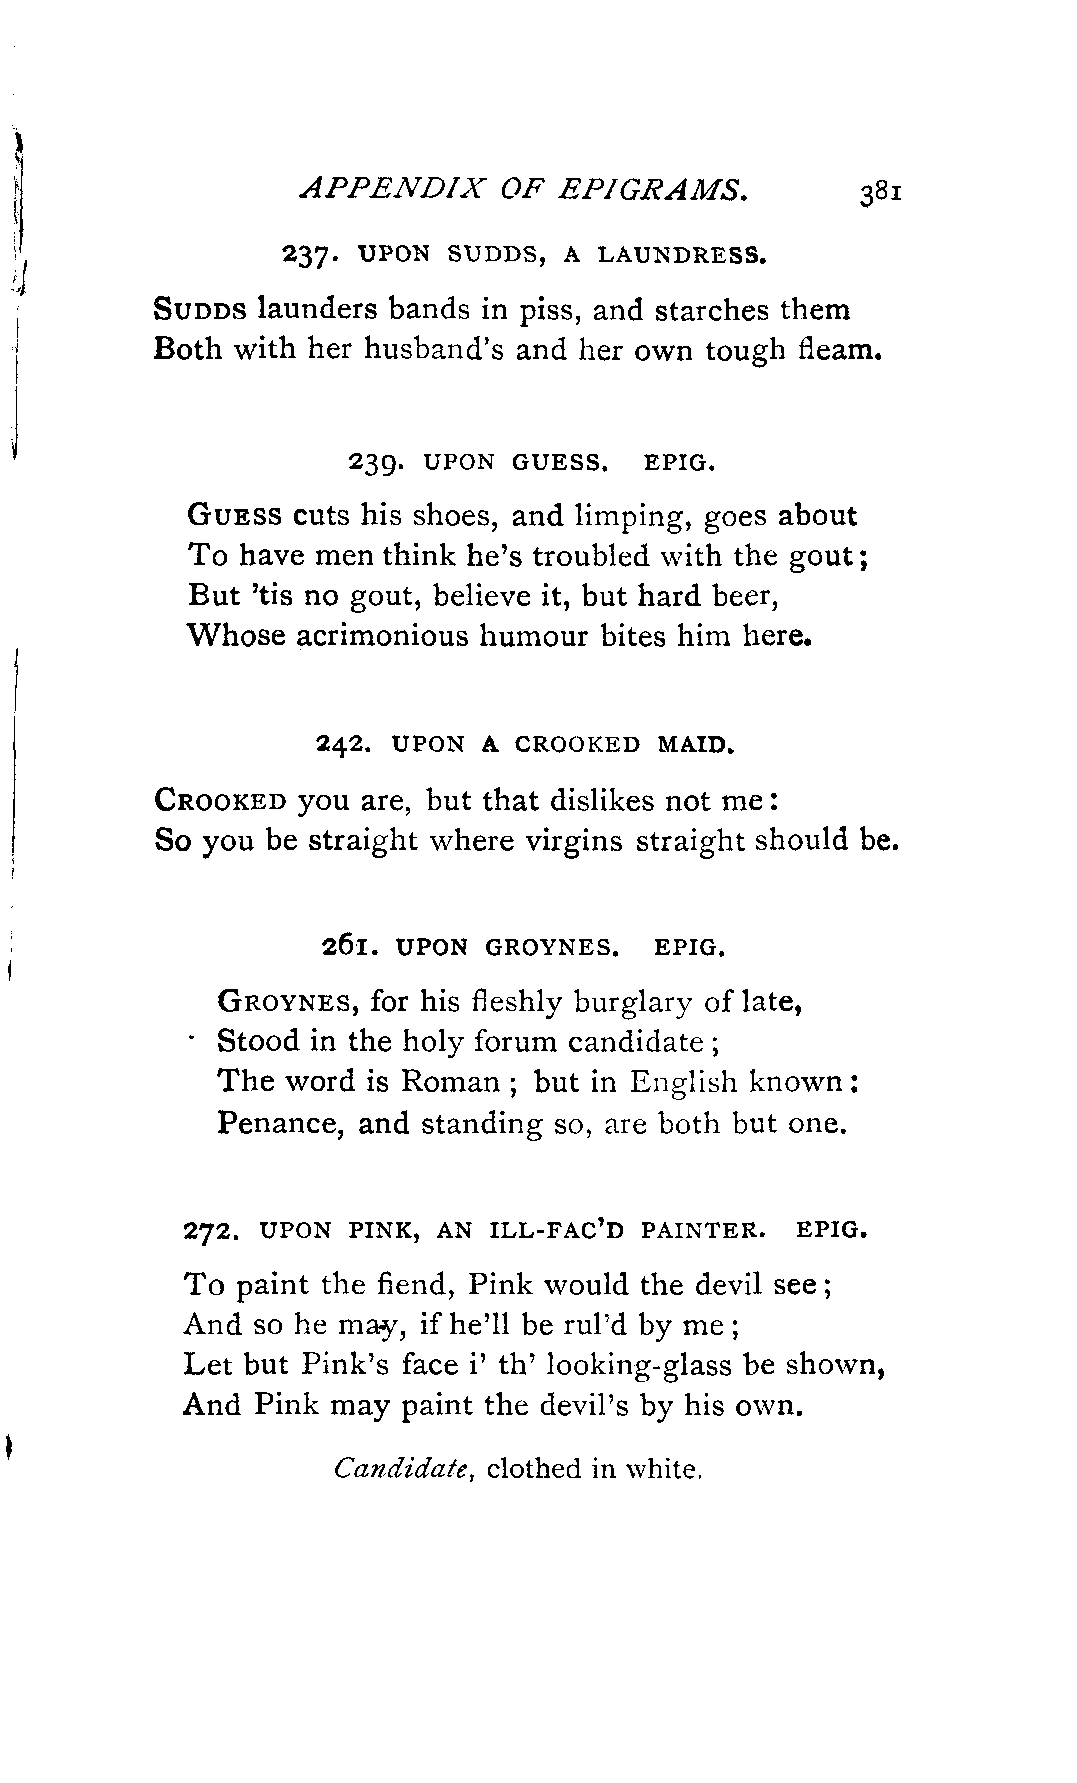 APPENDIX OF EPIGRAMS. 381
237. UPON SUDDS, A LAUNDRESS.
SUDDS launders bands in piss, and starches them
Both with her husband's and her own tough fleam.
239. UPON GUESS. EPIG.
GUESS cuts his shoes, and limping, goes about
To have men think he's troubled with the gout;
But 'tis no gout, believe it, but hard beer,
Whose acrimonious humour bites him here.
242. UPON A CROOKED MAID.
CROOKED you are, but that dislikes not me:
So you be straight where virgins straight should be.
261. UPON GROYNES. EPIG.
GROYNES, for his fleshly burglary of late,
Stood in the holy forum candidate;
The word is Roman; but in English known:
Penance, and standing so, are both but one.
272. UPON PINK, AN ILL-FAC'D PAINTER. EPIG.
To paint the fiend, Pink would the devil see;
And so he may, if he'll be rul'd by me;
Let but Pink's face i' th' looking-glass be shown,
And Pink may paint the devil's by his own.
Candidate, clothed in white.